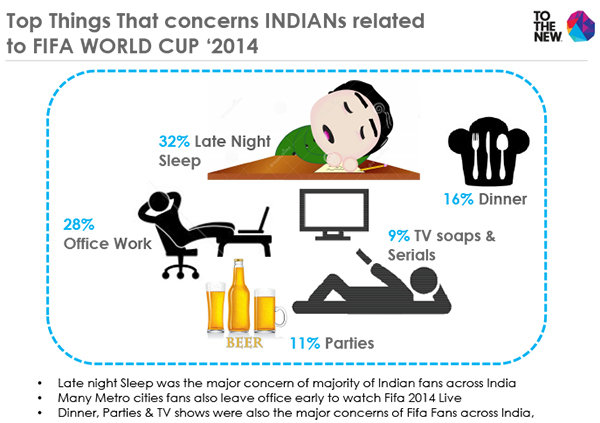 Top Things That concerns INDIANs related
to FIFA WORLD CUP ‘2014
TO
THE
NEW.
32% Late Night
Sleep
16% Dinner
28%
Office Work
9% TV soaps &
Serials
BEER
11% Parties
• Late night Sleep was the major concern of majority of Indian fans across India
• Many Metro cities fans also leave office early to watch Fifa 2014 Live
• Dinner, Parties & TV shows were also the major concerns of Fifa Fans across India,